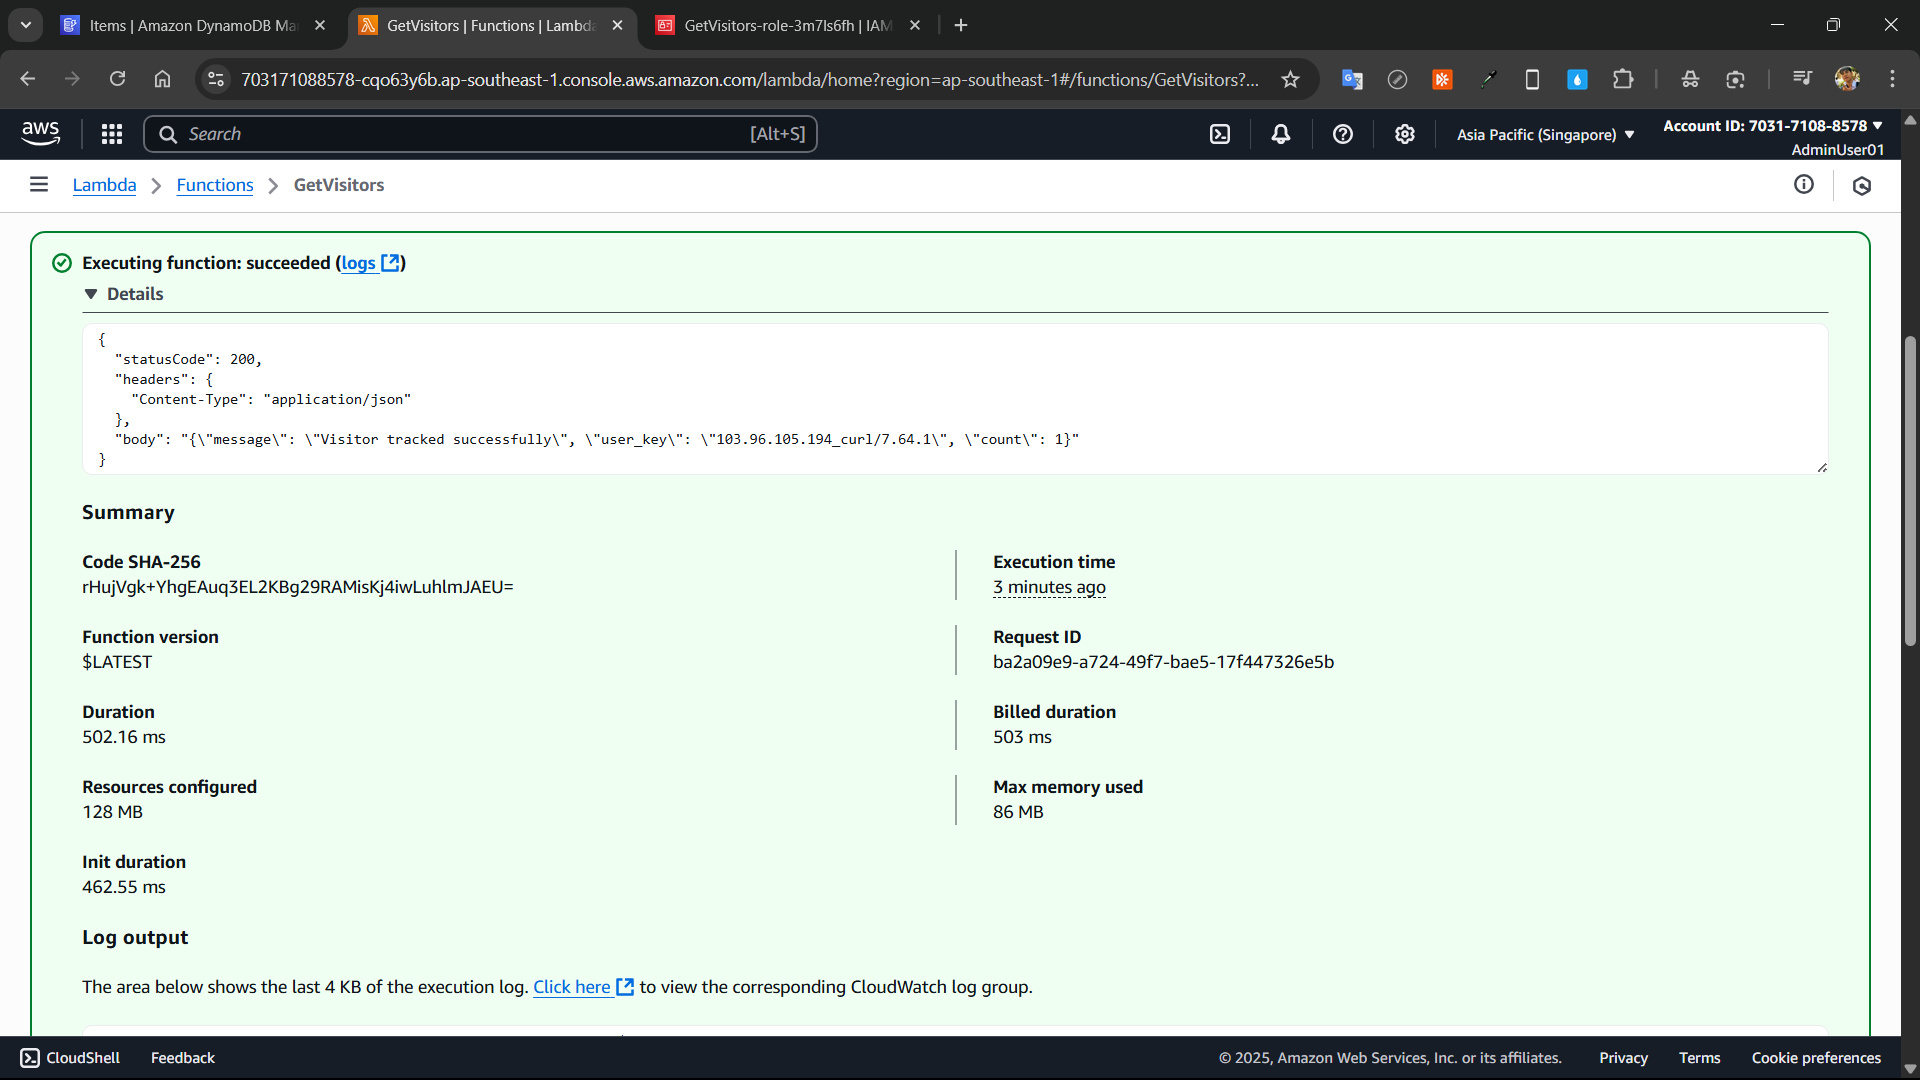 Items | Amazon DynamoDB Ma
GetVisitors | Functions | Lambda
GetVisitors-role-3m7ls6fh | IAM
703171088578-cqo63y6b.ap-southeast-1.console.aws.amazon.com/lambda/home?region=ap-southeast-1#/functions/GetVisitors?...
aws
Search
[Alt+S]
Asia Pacific (Singapore)
Account ID: 7031-7108-8578
AdminUser01
Lambda
Functions
GetVisitors
Executing function: succeeded (logs)
Details
{
"statusCode": 200,
"headers": {
"Content-Type": "application/json"
},
"body": "{\"message\": \"Visitor tracked successfully\", \"user_key\": \"103.96.105.194_curl/7.64.1\", \"count\": 1}"
}
Summary
Code SHA-256
rHujVgk+YhgEAuq3EL2KBg29RAMisKj4iwLuhlmJAEU=
Execution time
3 minutes ago
Function version
$LATEST
Request ID
ba2a09e9-a724-49f7-bae5-17f447326e5b
Duration
502.16 ms
Billed duration
503 ms
Resources configured
128 MB
Max memory used
86 MB
Init duration
462.55 ms
Log output
The area below shows the last 4 KB of the execution log. Click here to view the corresponding CloudWatch log group.
CloudShell
Feedback
© 2025, Amazon Web Services, Inc. or its affiliates.
Privacy
Terms
Cookie preferences